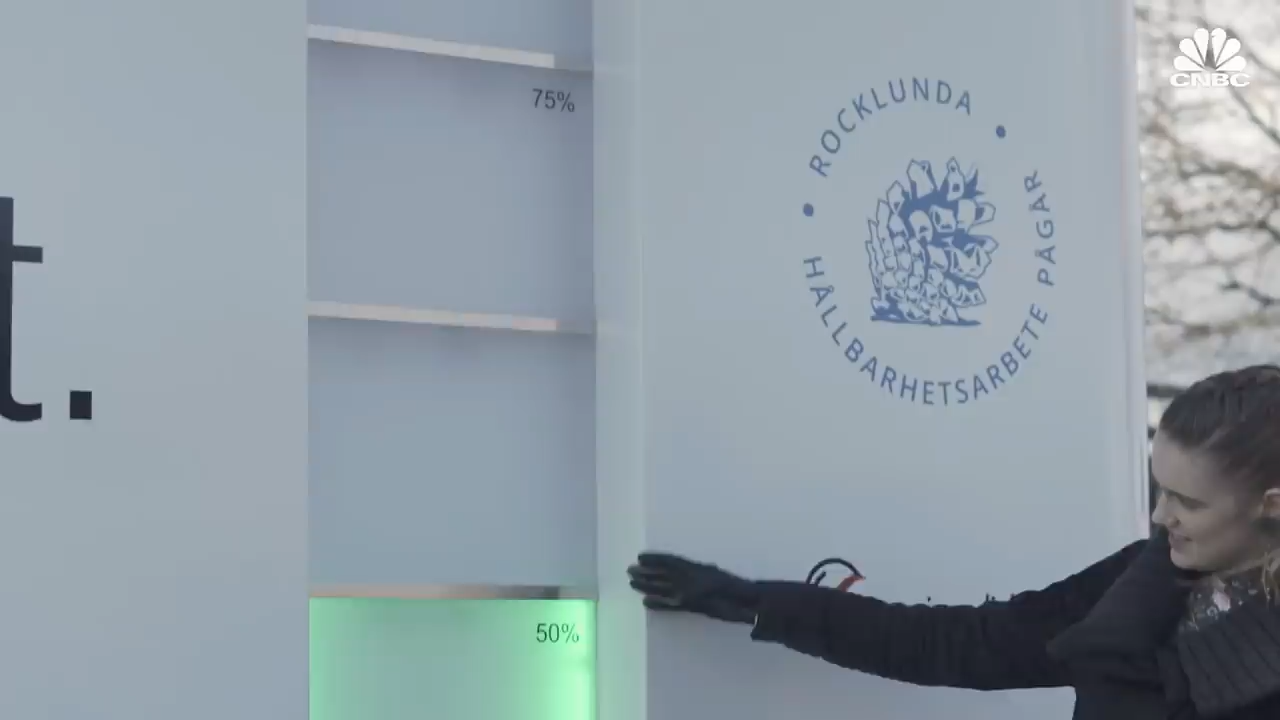 CNBC
75%
ROCKLUNDA
HÅLLBARHETSARBETE PÅGÅR
t.
50%